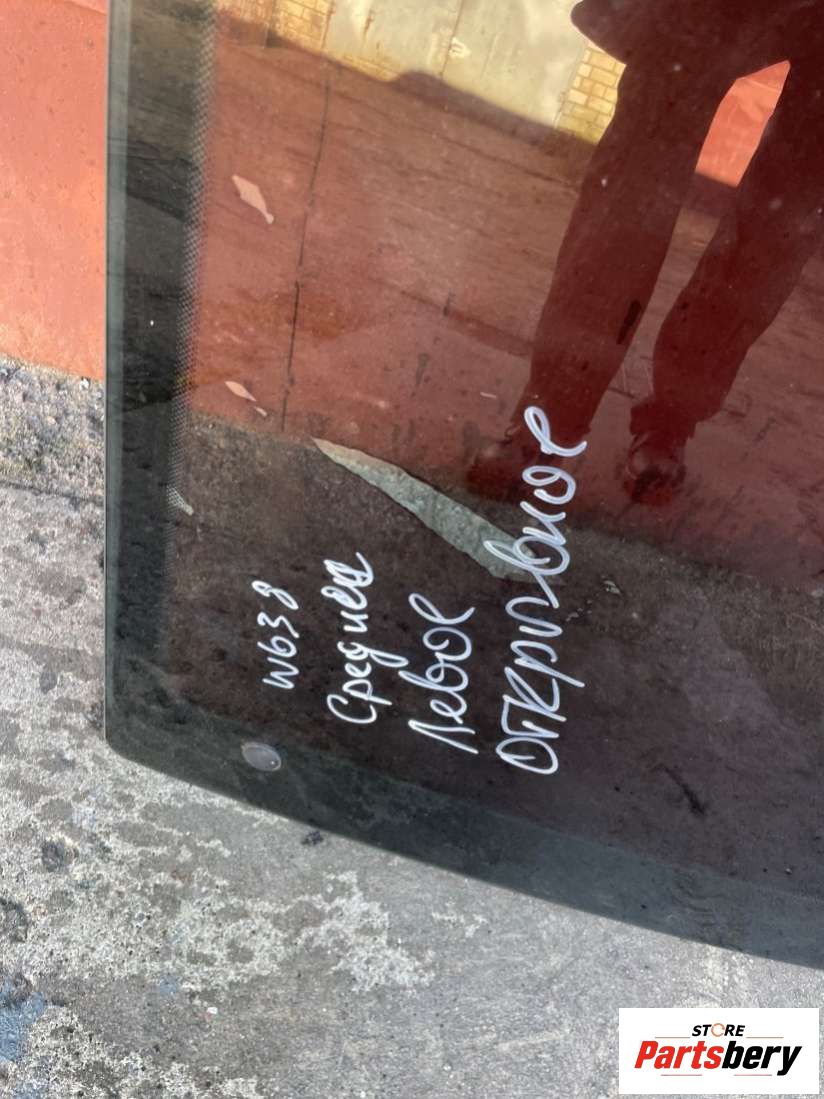 W638
Среднее
Левое
открывное
STORE
Partsbery